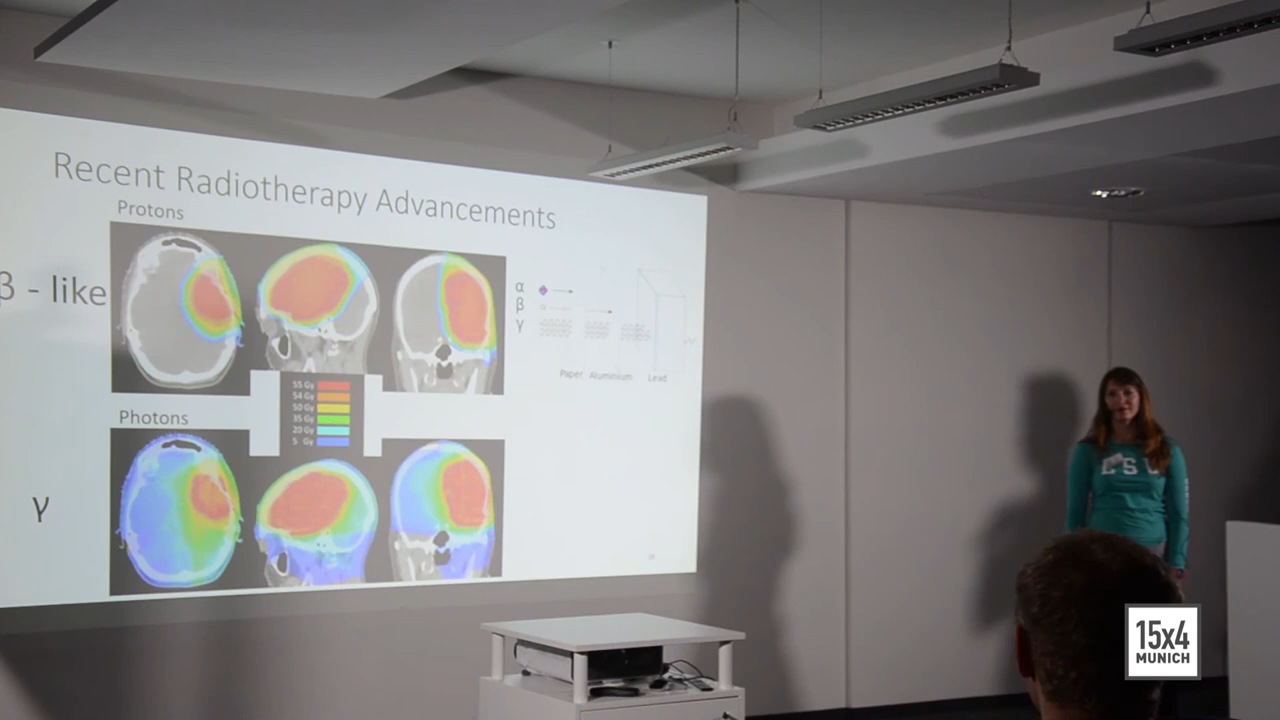 Recent Radiotherapy Advancements
Protons
β - like
α
β
γ
Paper Aluminium Lead
55 Gy
54 Gy
50 Gy
35 Gy
20 Gy
5 Gy
Photons
γ
15x4
MUNICH